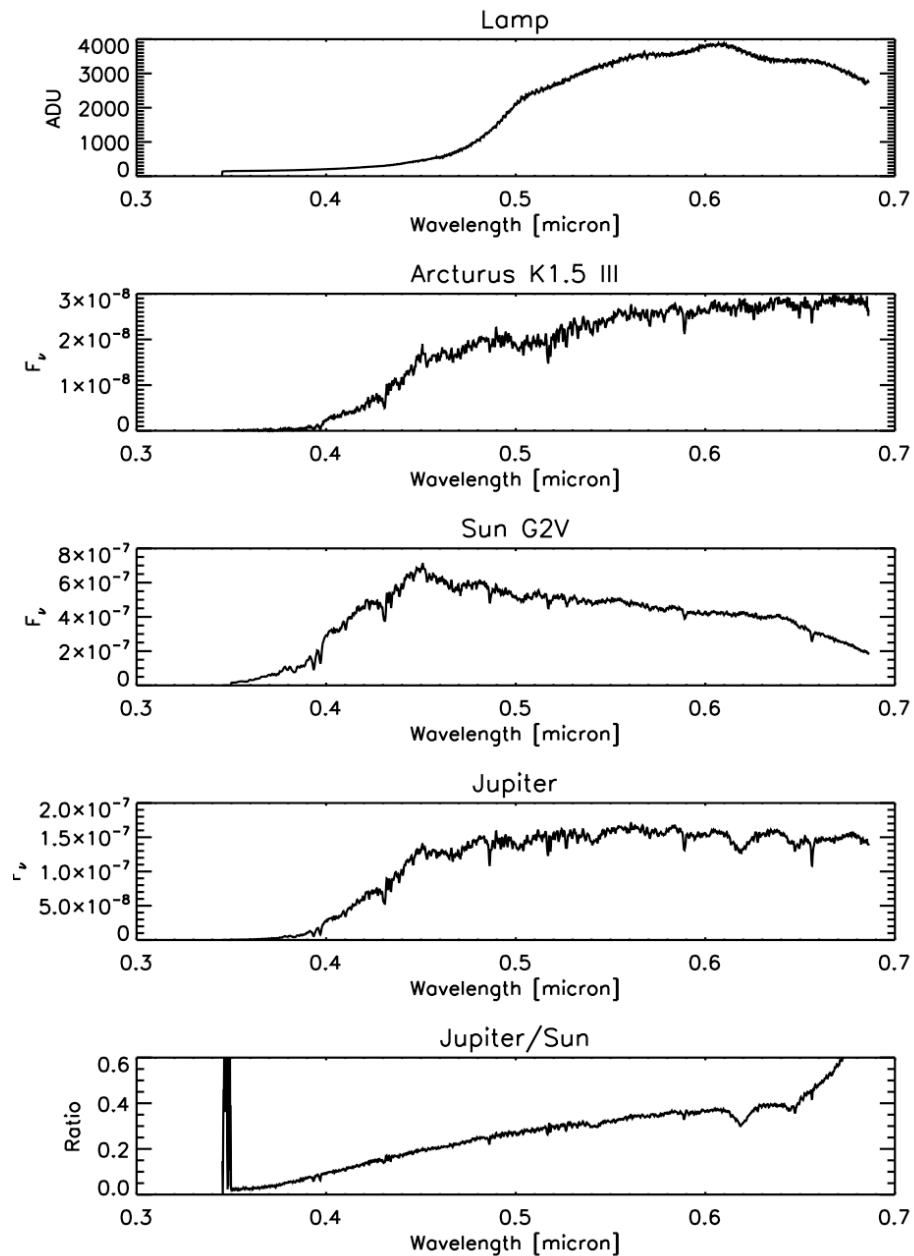 Lamp
4000
3000
2000
1000
0
ADU
0.3 0.4 0.5 0.6 0.7
Wavelength [micron]
Arcturus K1.5 III
3×10⁻⁸
2×10⁻⁸
1×10⁻⁸
0
Fν
0.3 0.4 0.5 0.6 0.7
Wavelength [micron]
Sun G2V
8×10⁻⁷
6×10⁻⁷
4×10⁻⁷
2×10⁻⁷
0
Fν
0.3 0.4 0.5 0.6 0.7
Wavelength [micron]
Jupiter
2.0×10⁻⁷
1.5×10⁻⁷
1.0×10⁻⁷
5.0×10⁻⁸
0
0.3 0.4 0.5 0.6 0.7
Wavelength [micron]
Jupiter/Sun
0.6
0.4
0.2
0.0
Ratio
0.3 0.4 0.5 0.6 0.7
Wavelength [micron]